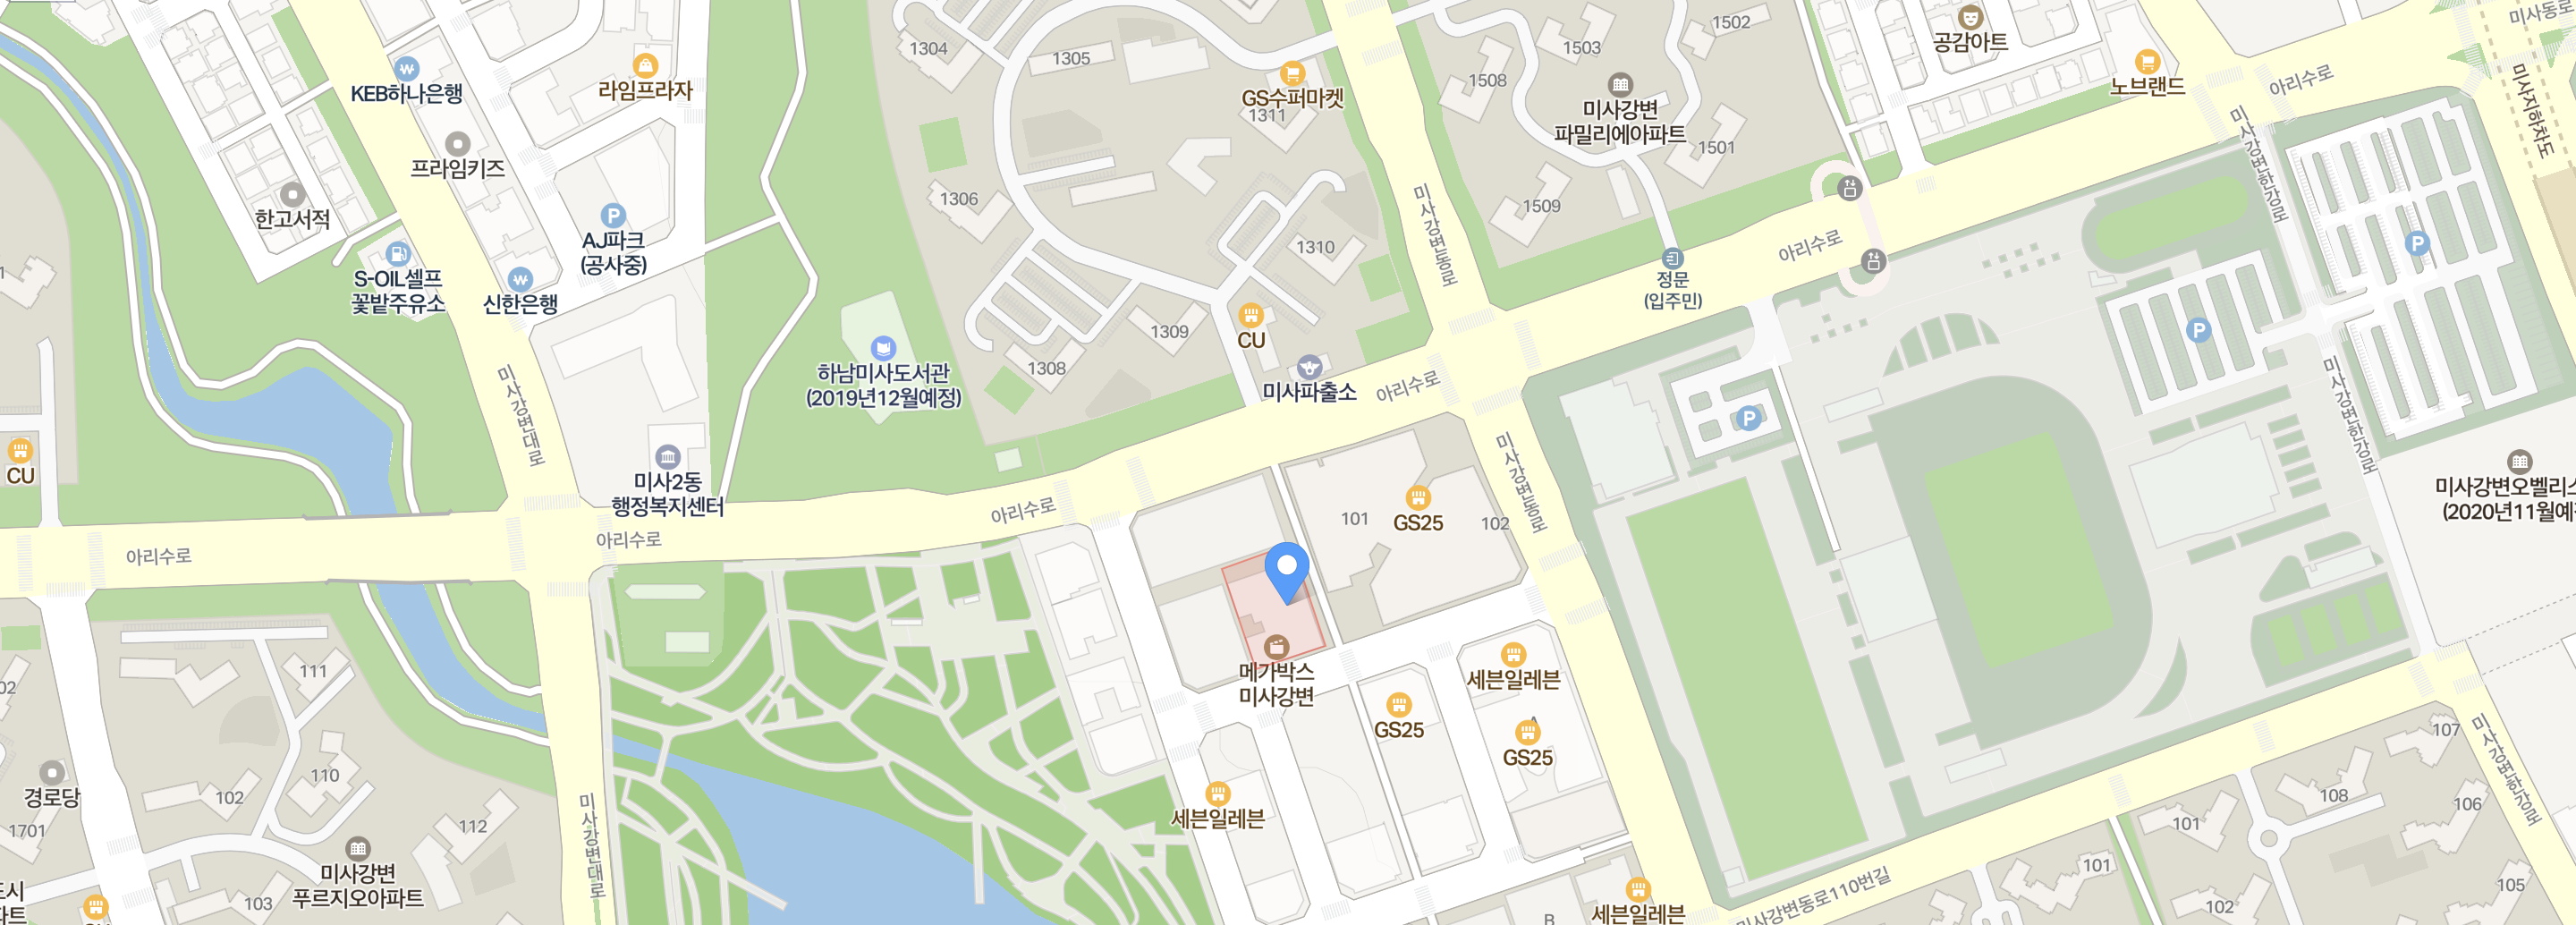 1304
1305
GS수퍼마켓
1311
1503
1502
1508
미사강변
파밀리에아파트
1501
1509
공감아트
노브랜드
아리수로
미사동로
미사지하차도
KEB하나은행
라임프라자
프라임키즈
한고서적
AJ파크
(공사중)
S-OIL셀프
꽃밭주유소
신한은행
1306
1310
미사강변동로
정문
(입주민)
아리수로
미사강변한강로
P
P
P
하남미사도서관
(2019년12월예정)
1309
1308
CU
미사파출소
아리수로
미사강변대로
CU
미사2동
행정복지센터
아리수로
아리수로
아리수로
101
GS25
102
미사강변동로
미사강변한강로
미사강변오벨리스
(2020년11월예
메가박스
미사강변
세븐일레븐
GS25
A
GS25
세븐일레븐
111
02
110
102
112
경로당
1701
미사강변
푸르지오아파트
103
도시
파트
미사강변대로
B
세븐일레븐
미사강변동로110번길
101
108
107
106
105
101
102
미사강변한강로